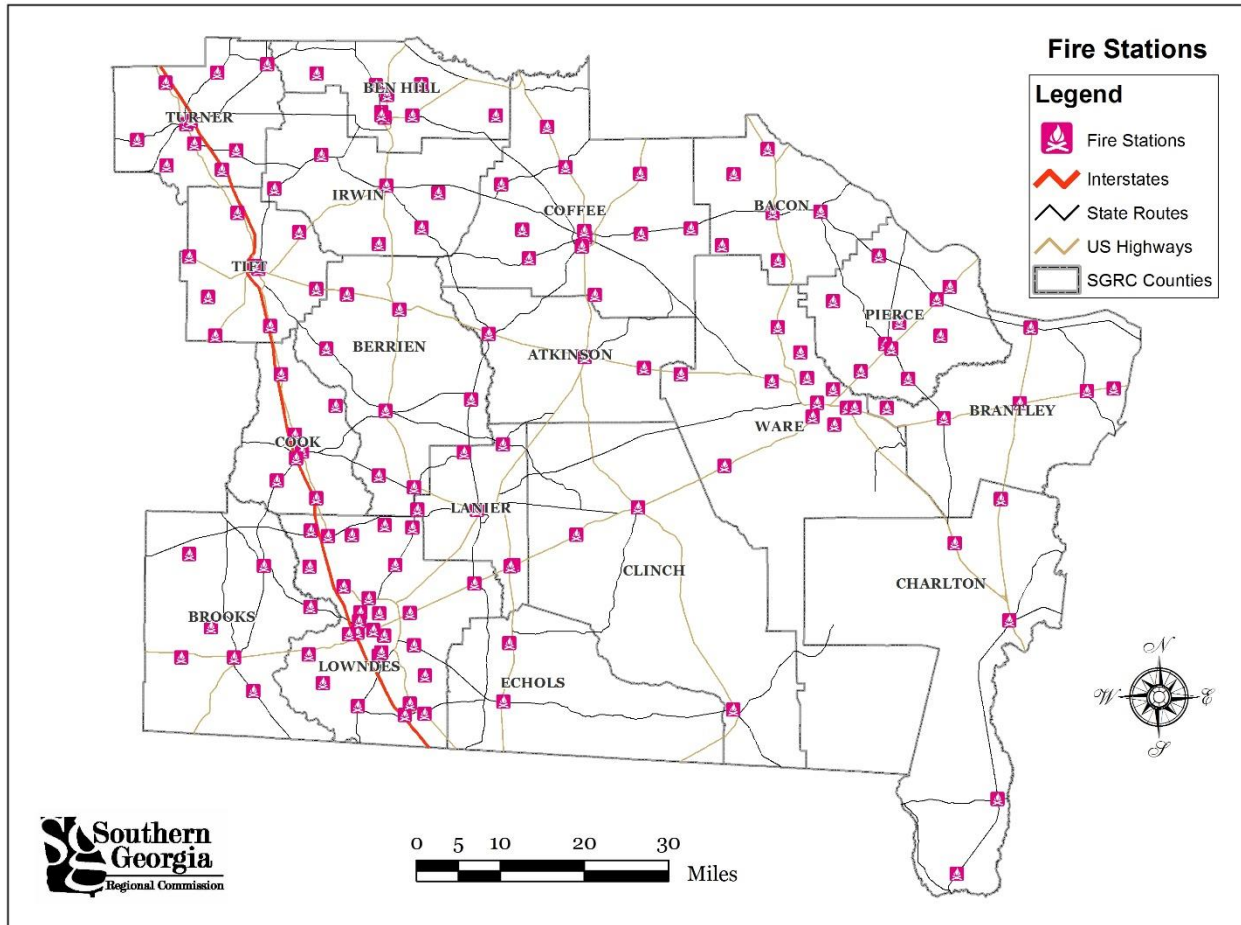 Fire Stations
Legend
Fire Stations
Interstates
State Routes
US Highways
SGRC Counties
BEN HILL
TURNER
IRWIN
COFFEE
BACON
TIFT
PIERCE
BERRIEN
ATKINSON
BRANTLEY
WARE
COOK
LANIER
CLINCH
CHARLTON
BROOKS
LOWNDES
ECHOLS
N
W E
S
Southern
Georgia
Regional Commission
0 5 10 20 30
Miles